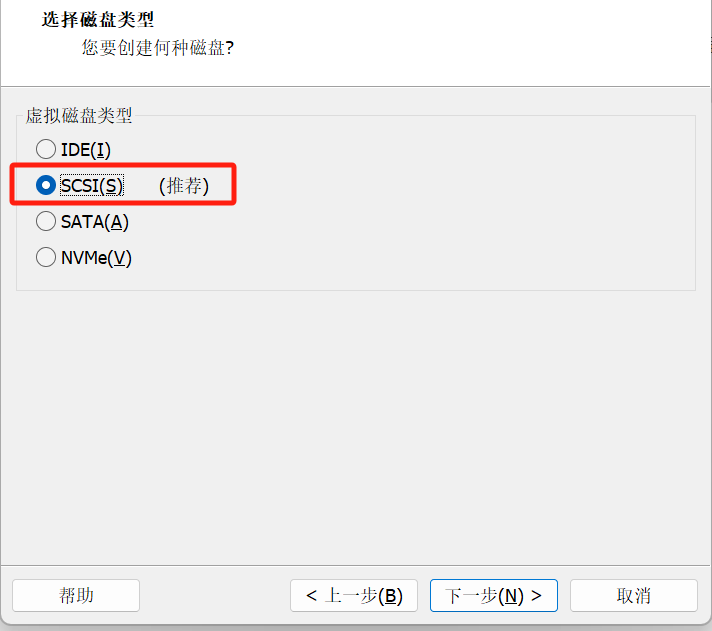 选择磁盘类型
您要创建何种磁盘?
虚拟磁盘类型
IDE(I)
SCSI(S) (推荐)
SATA(A)
NVMe(V)
帮助 < 上一步(B) 下一步(N) > 取消